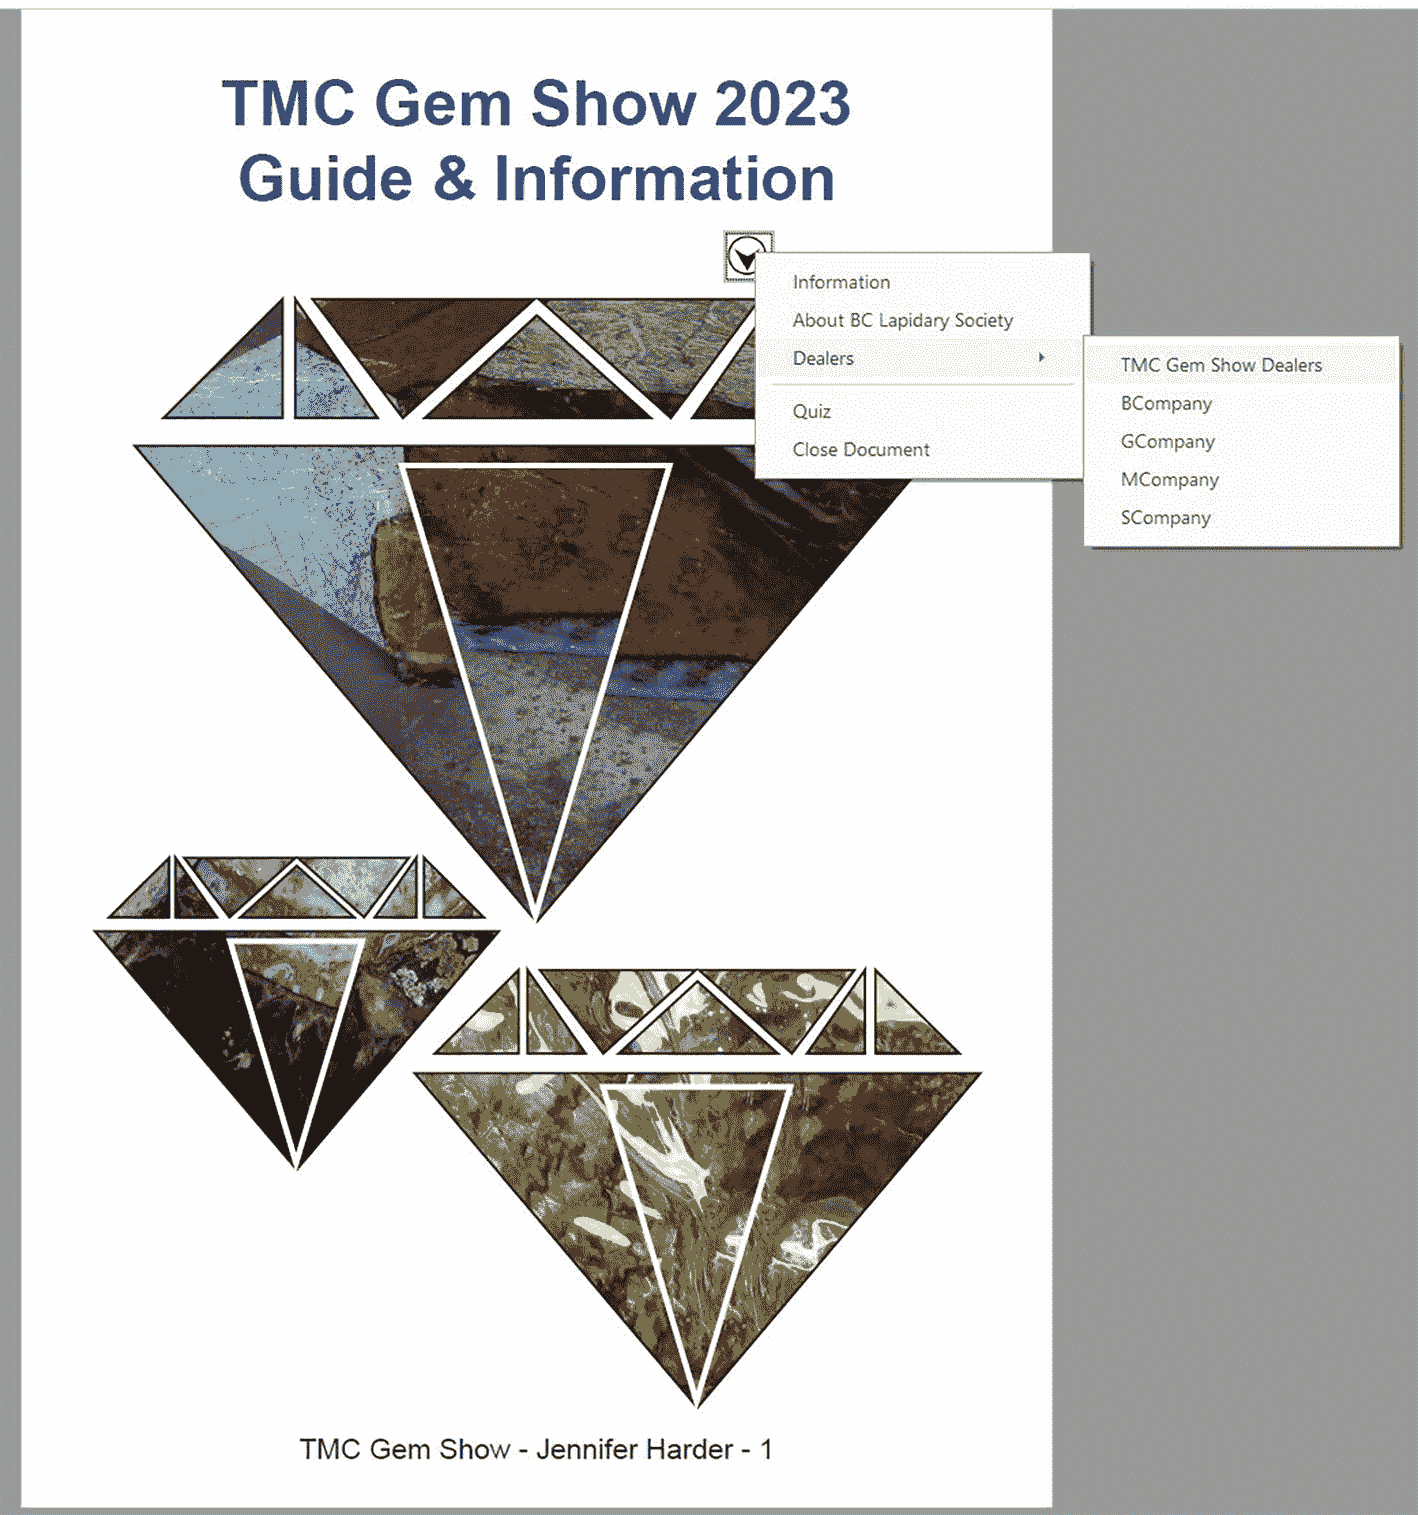 TMC Gem Show 2023
Guide & Information
Information
About BC Lapidary Society
Dealers
Quiz
Close Document
TMC Gem Show Dealers
BCompany
GCompany
MCompany
SCompany
TMC Gem Show - Jennifer Harder - 1